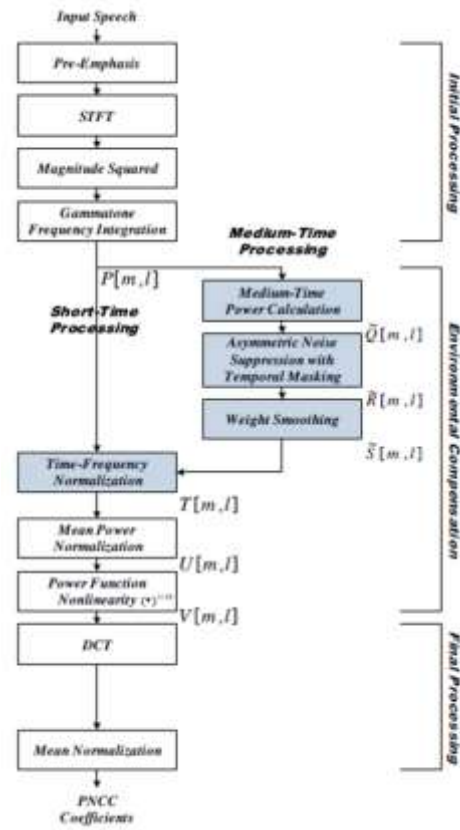 Input Speech
Pre-Emphasis
STFT
Magnitude Squared
Gammatone
Frequency Integration
Initial Processing
Medium-Time
Processing
P[m,l]
Short-Time
Processing
Medium-Time
Power Calculation
Q̃[m,l]
Asymmetric Noise
Suppression with
Temporal Masking
R̃[m,l]
Weight Smoothing
S̃[m,l]
Environmental Compensation
Time-Frequency
Normalization
T[m,l]
Mean Power
Normalization
U[m,l]
Power Function
Nonlinearity (•)
V[m,l]
DCT
Final Processing
Mean Normalization
PNCC
Coefficients